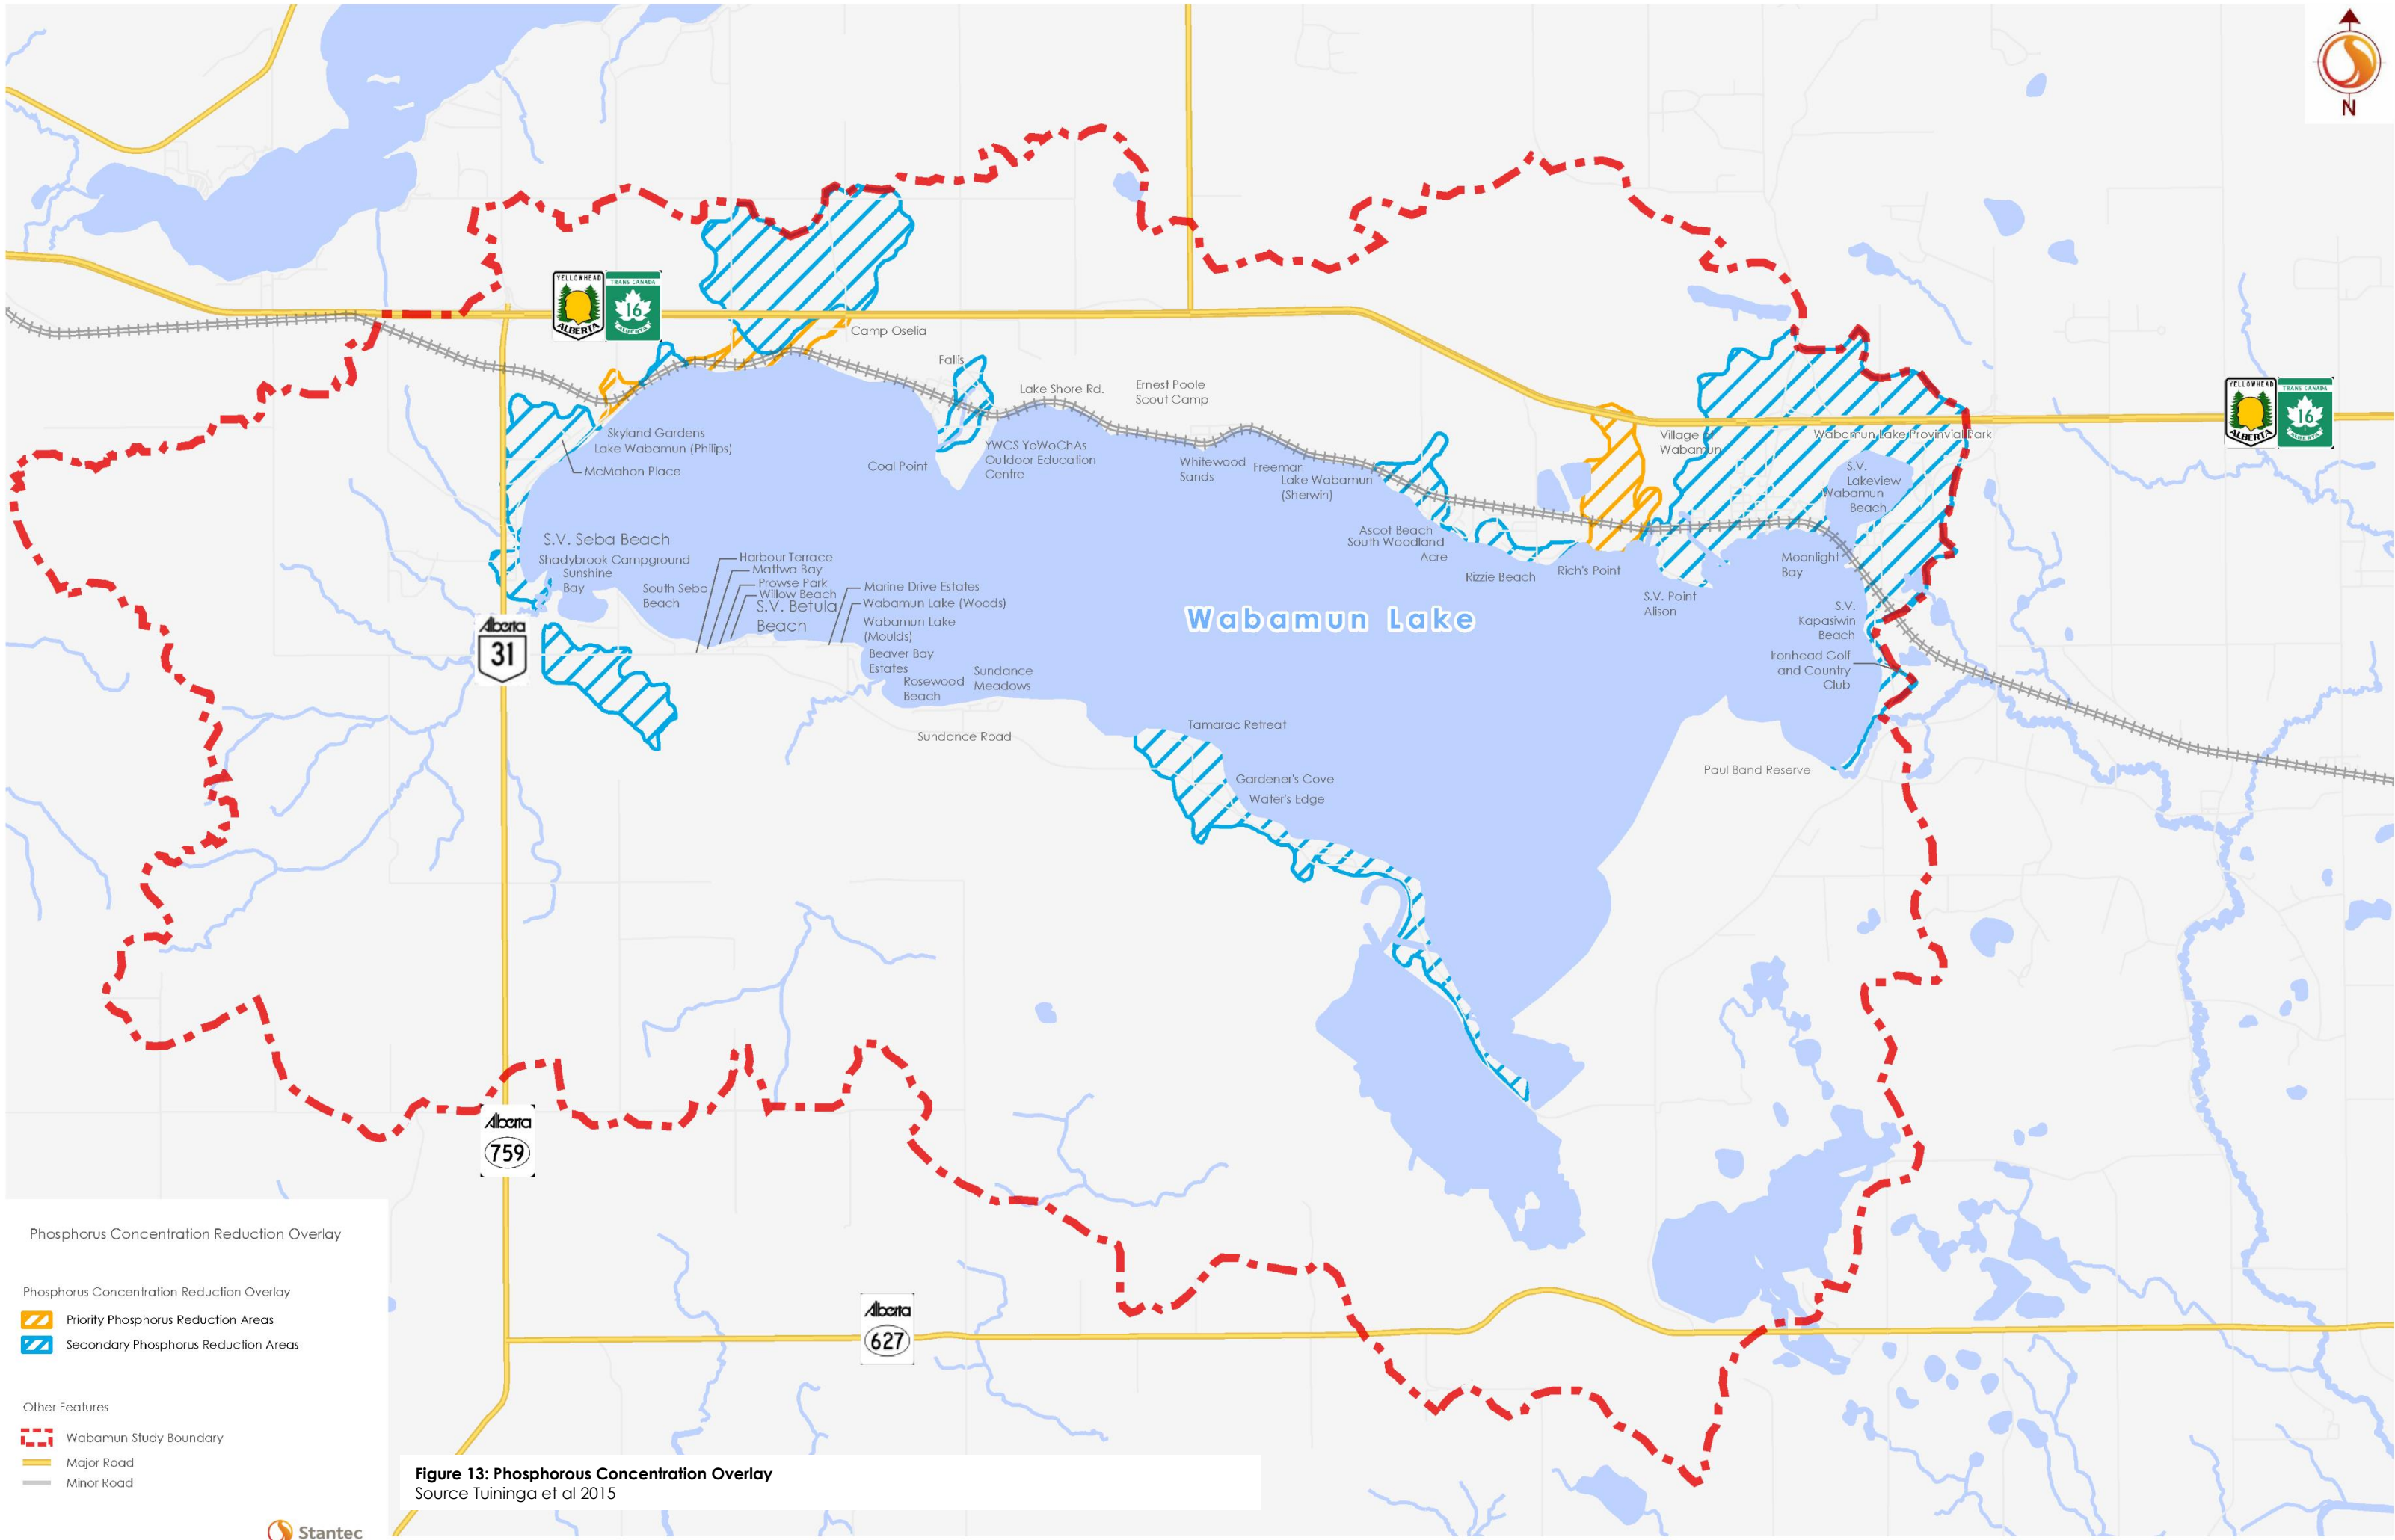 N
YELLOWHEAD
ALBERTA
TRANS CANADA
16
ALBERTA
Camp Oselia
Fallis
Lake Shore Rd.
Ernest Poole
Scout Camp
YELLOWHEAD
ALBERTA
TRANS CANADA
16
ALBERTA
Skyland Gardens
Lake Wabamun (Philips)
McMahon Place
Coal Point
YWCS YoWoChAs
Outdoor Education
Centre
Whitewood
Sands
Freeman
Lake Wabamun
(Sherwin)
Village of
Wabamun
Wabamun Lake Provinvial Park
S.V.
Lakeview
Wabamun
Beach
Ascot Beach
South Woodland
Acre
Rizzie Beach
Rich's Point
S.V. Point
Alison
Moonlight
Bay
S.V.
Kapasiwin
Beach
Ironhead Golf
and Country
Club
S.V. Seba Beach
Shadybrook Campground
Sunshine
Bay
South Seba
Beach
Harbour Terrace
Mattwa Bay
Prowse Park
Willow Beach
S.V. Betula
Beach
Marine Drive Estates
Wabamun Lake (Woods)
Wabamun Lake
(Moulds)
Beaver Bay
Estates
Rosewood
Beach
Sundance
Meadows
Wabamun Lake
Alberta
31
Sundance Road
Tamarac Retreat
Gardener's Cove
Water's Edge
Paul Band Reserve
Alberta
759
Alberta
627
Phosphorus Concentration Reduction Overlay
Phosphorus Concentration Reduction Overlay
Priority Phosphorus Reduction Areas
Secondary Phosphorus Reduction Areas
Other Features
Wabamun Study Boundary
Major Road
Minor Road
Stantec
Figure 13: Phosphorous Concentration Overlay
Source Tuininga et al 2015